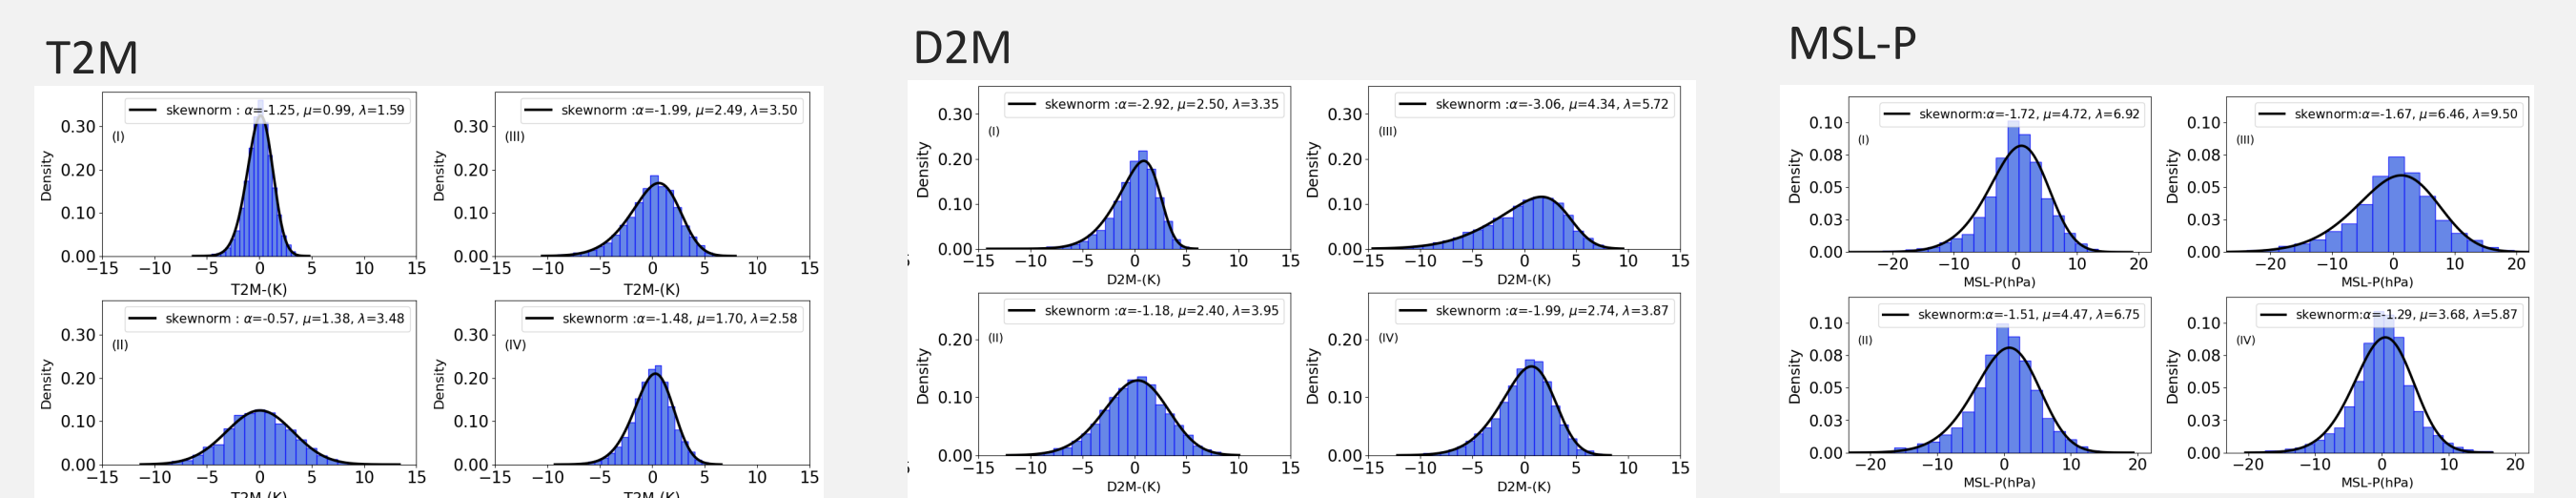 T2M
skewnorm : α=-1.25, μ=0.99, λ=1.59
(I)
Density
0.30
0.20
0.10
0.00
−15 −10 −5 0 5 10 15
T2M-(K)
skewnorm :α=-1.99, μ=2.49, λ=3.50
(III)
Density
0.30
0.20
0.10
0.00
−15 −10 −5 0 5 10 15
T2M-(K)
skewnorm : α=-0.57, μ=1.38, λ=3.48
(II)
Density
0.30
0.20
0.10
0.00
−15 −10 −5 0 5 10 15
T2M-(K)
skewnorm :α=-1.48, μ=1.70, λ=2.58
(IV)
Density
0.30
0.20
0.10
0.00
−15 −10 −5 0 5 10 15
T2M-(K)
D2M
skewnorm :α=-2.92, μ=2.50, λ=3.35
(I)
Density
0.30
0.20
0.10
0.00
−15 −10 −5 0 5 10 15
D2M-(K)
skewnorm :α=-3.06, μ=4.34, λ=5.72
(III)
Density
0.30
0.20
0.10
0.00
−15 −10 −5 0 5 10 15
D2M-(K)
skewnorm :α=-1.18, μ=2.40, λ=3.95
(II)
Density
0.20
0.10
0.00
−15 −10 −5 0 5 10 15
D2M-(K)
skewnorm :α=-1.99, μ=2.74, λ=3.87
(IV)
Density
0.20
0.10
0.00
−15 −10 −5 0 5 10 15
D2M-(K)
MSL-P
skewnorm:α=-1.72, μ=4.72, λ=6.92
(I)
Density
0.10
0.08
0.05
0.03
0.00
−20 −10 0 10 20
MSL-P(hPa)
skewnorm:α=-1.67, μ=6.46, λ=9.50
(III)
Density
0.10
0.08
0.05
0.03
0.00
−20 −10 0 10 20
MSL-P(hPa)
skewnorm:α=-1.51, μ=4.47, λ=6.75
(II)
Density
0.10
0.08
0.05
0.03
0.00
−20 −10 0 10 20
MSL-P(hPa)
skewnorm:α=-1.29, μ=3.68, λ=5.87
(IV)
Density
0.10
0.08
0.05
0.03
0.00
−20 −10 0 10 20
MSL-P(hPa)